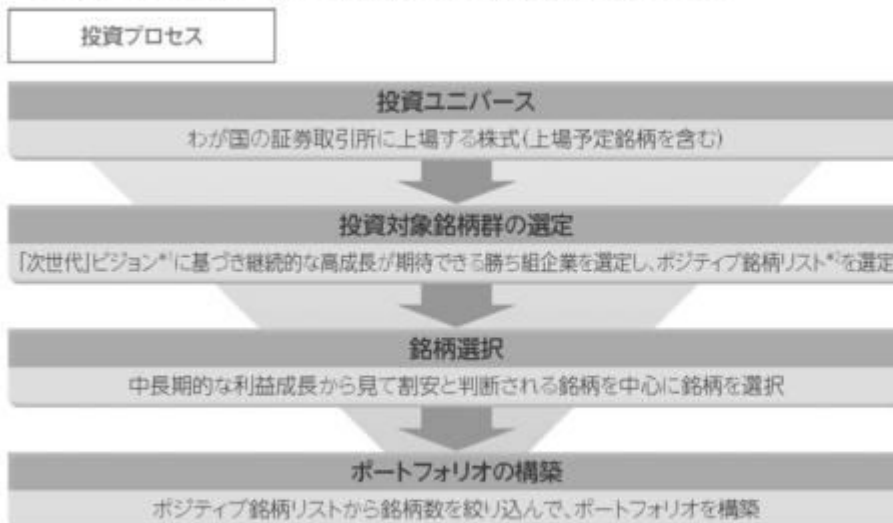 投資プロセス
投資ユニバース
わが国の証券取引所に上場する株式(上場予定銘柄を含む)
投資対象銘柄群の選定
「次世代」ビジョン*¹に基づき継続的な高成長が期待できる勝ち組企業を選定し、ポジティブ銘柄リスト*²を選定
銘柄選択
中長期的な利益成長から見て割安と判断される銘柄を中心に銘柄を選択
ポートフォリオの構築
ポジティブ銘柄リストから銘柄数を絞り込んで、ポートフォリオを構築